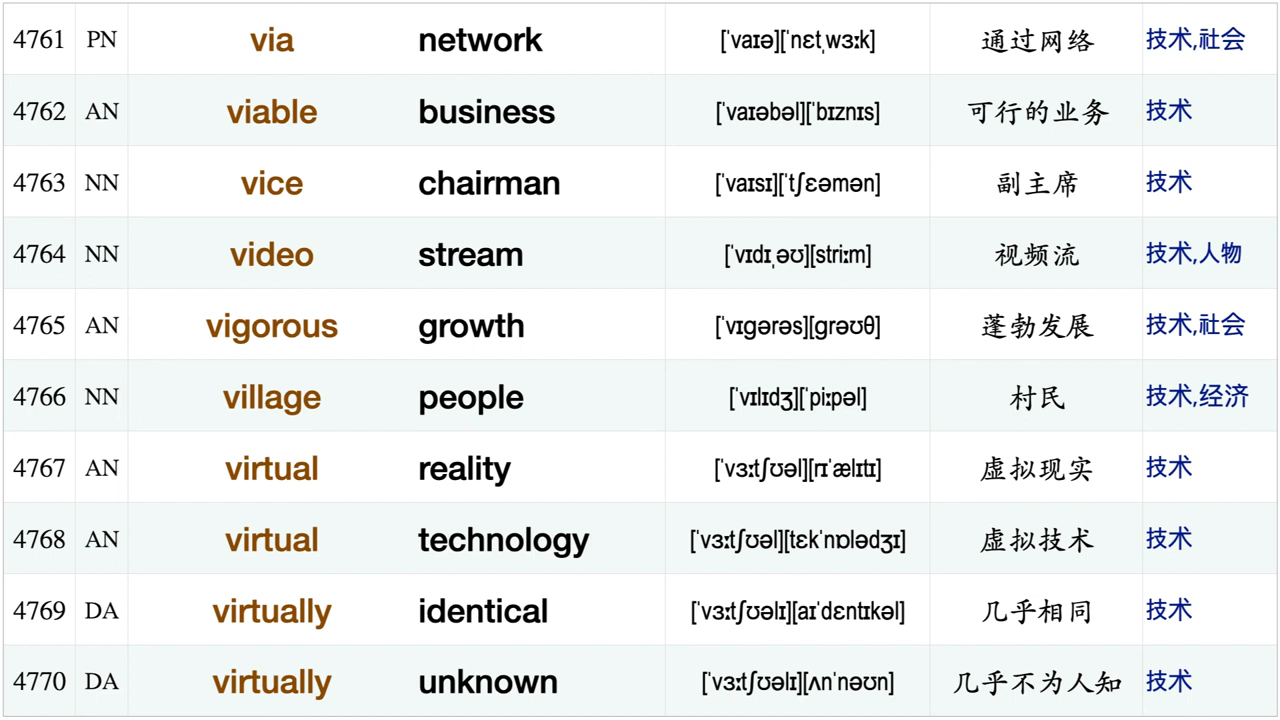 4761 PN via network [ˈvaɪə][ˈnɛtˌwɜːk] 通过网络 技术,社会
4762 AN viable business [ˈvaɪəbəl][ˈbɪznɪs] 可行的业务 技术
4763 NN vice chairman [ˈvaɪsɪ][ˈtʃɛəmən] 副主席 技术
4764 NN video stream [ˈvɪdɪˌəʊ][striːm] 视频流 技术,人物
4765 AN vigorous growth [ˈvɪgərəs][grəʊθ] 蓬勃发展 技术,社会
4766 NN village people [ˈvɪlɪdʒ][ˈpiːpəl] 村民 技术,经济
4767 AN virtual reality [ˈvɜːtʃʊəl][rɪˈælɪtɪ] 虚拟现实 技术
4768 AN virtual technology [ˈvɜːtʃʊəl][tɛkˈnɒlədʒɪ] 虚拟技术 技术
4769 DA virtually identical [ˈvɜːtʃʊəlɪ][aɪˈdɛntɪkəl] 几乎相同 技术
4770 DA virtually unknown [ˈvɜːtʃʊəlɪ][ʌnˈnəʊn] 几乎不为人知 技术